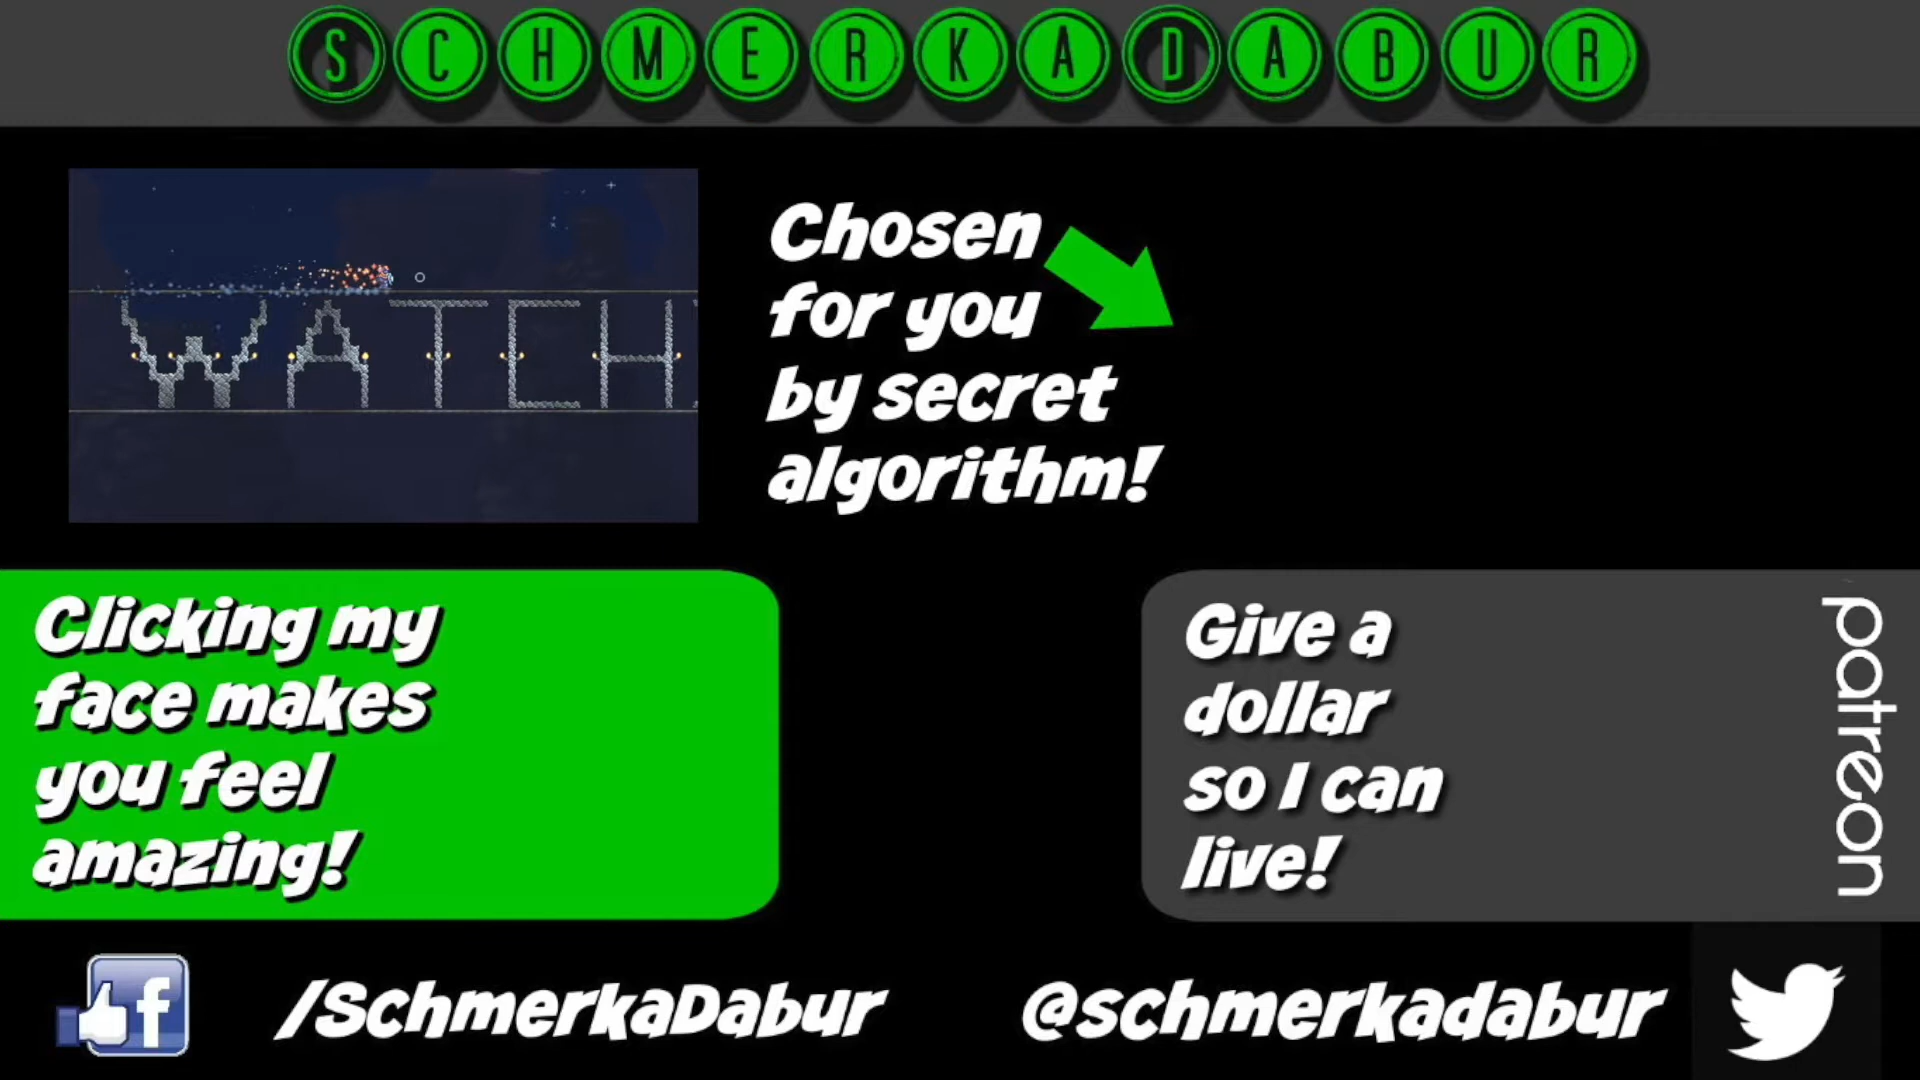 SCHMERKADABUR
WATCH
Chosen
for you
by secret
algorithm!
Clicking my
face makes
you feel
amazing!
Give a
dollar
so I can
live!
patreon
f
/SchmerkaDabur
@schmerkadabur